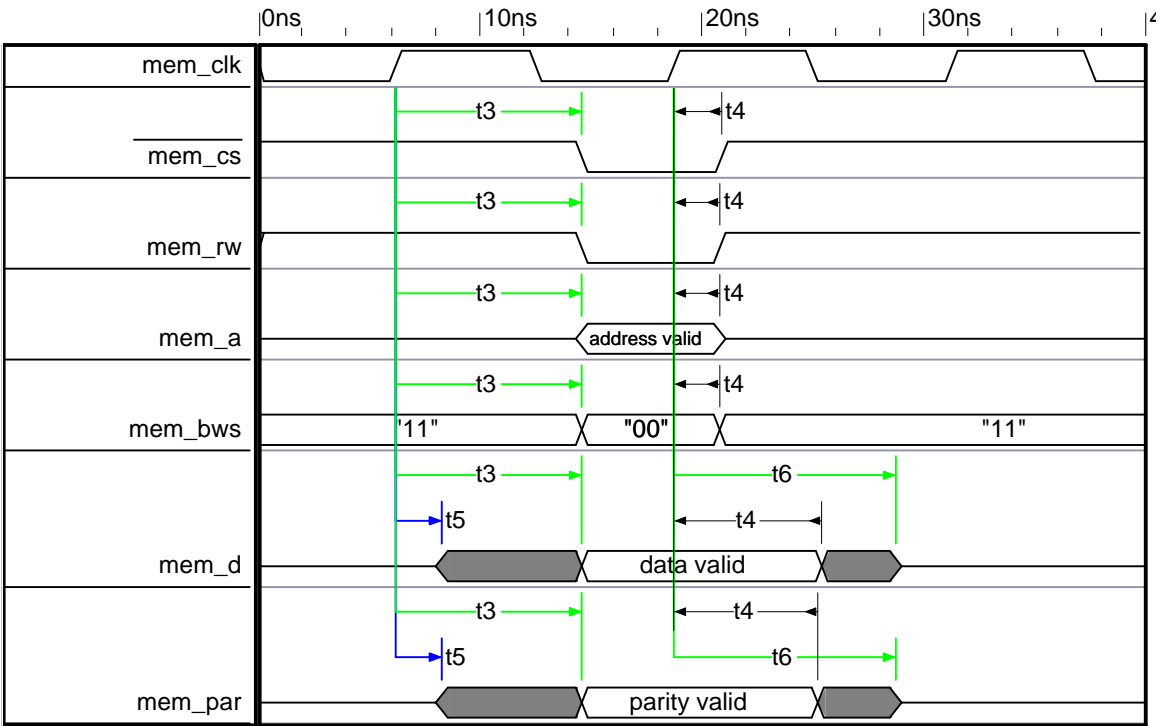 0ns 10ns 20ns 30ns 4
mem_clk
t3 t4
mem_cs
t3 t4
mem_rw
t3 t4
mem_a address valid
t3 t4
mem_bws "11" "00" "11"
t3 t6
t5 t4
mem_d data valid
t3 t4
t5 t6
mem_par parity valid